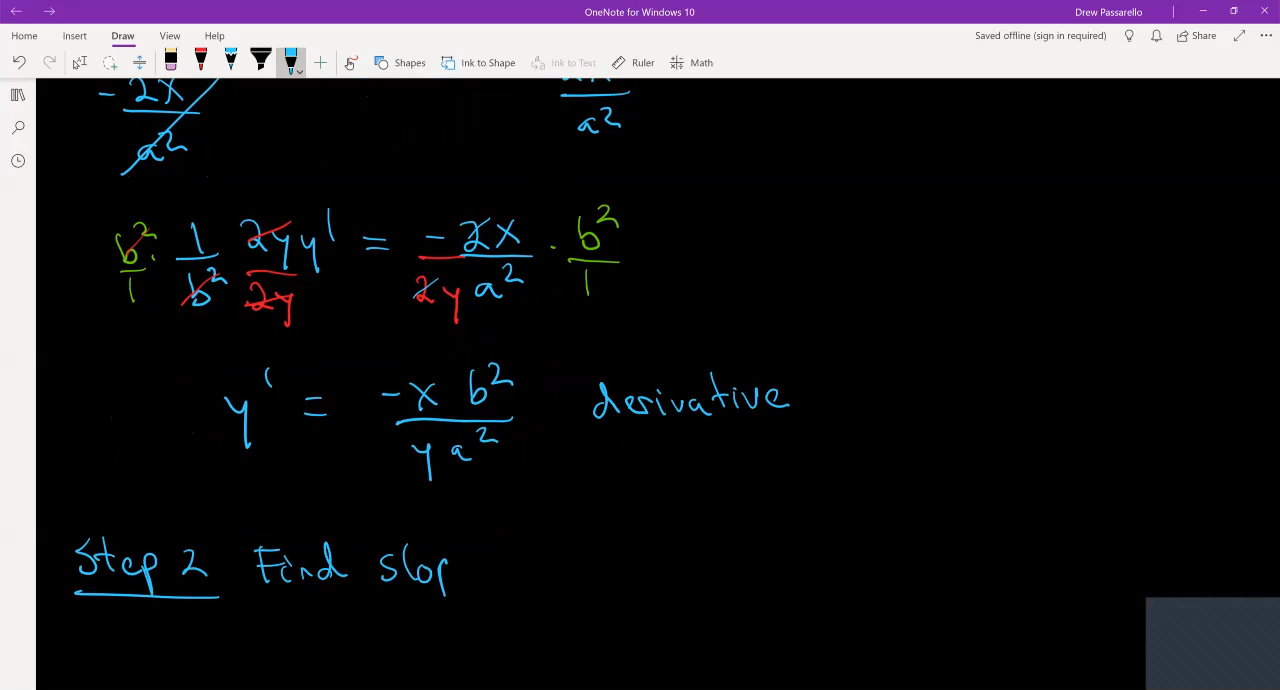 OneNote for Windows 10
Drew Passarello
Home Insert Draw View Help
Saved offline (sign in required) Share
Shapes Ink to Shape Ink to Text Ruler Math
- 2x / a²
a²
b²/1 · 1/b² 2yy'/2y = - 2x/2y a² · b²/1
y' = -x b² / y a² derivative
Step 2 Find slop